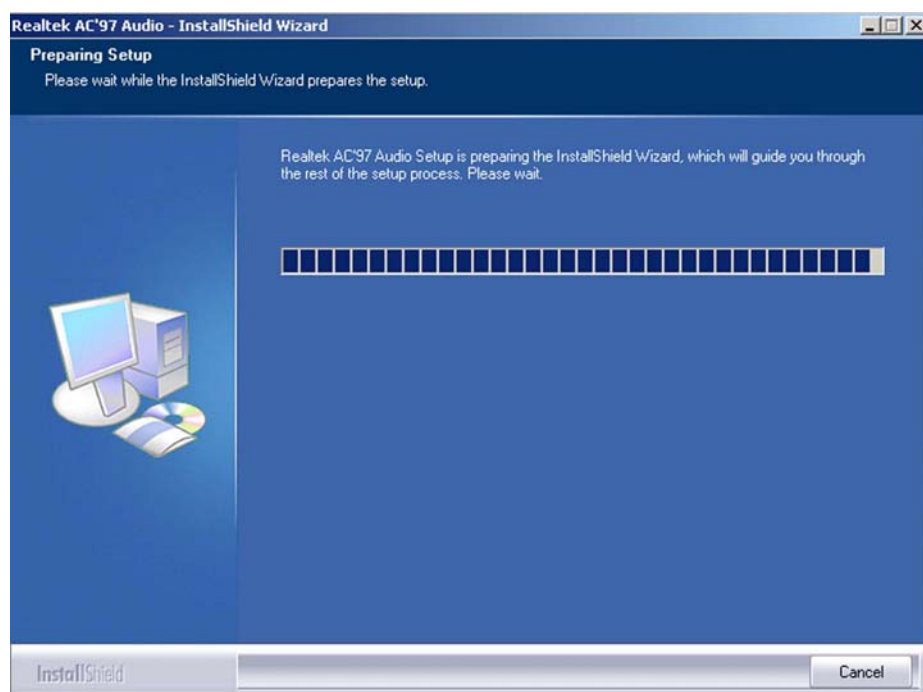 Realtek AC'97 Audio - InstallShield Wizard
Preparing Setup
Please wait while the InstallShield Wizard prepares the setup.
Realtek AC'97 Audio Setup is preparing the InstallShield Wizard, which will guide you through
the rest of the setup process. Please wait.
InstallShield
Cancel